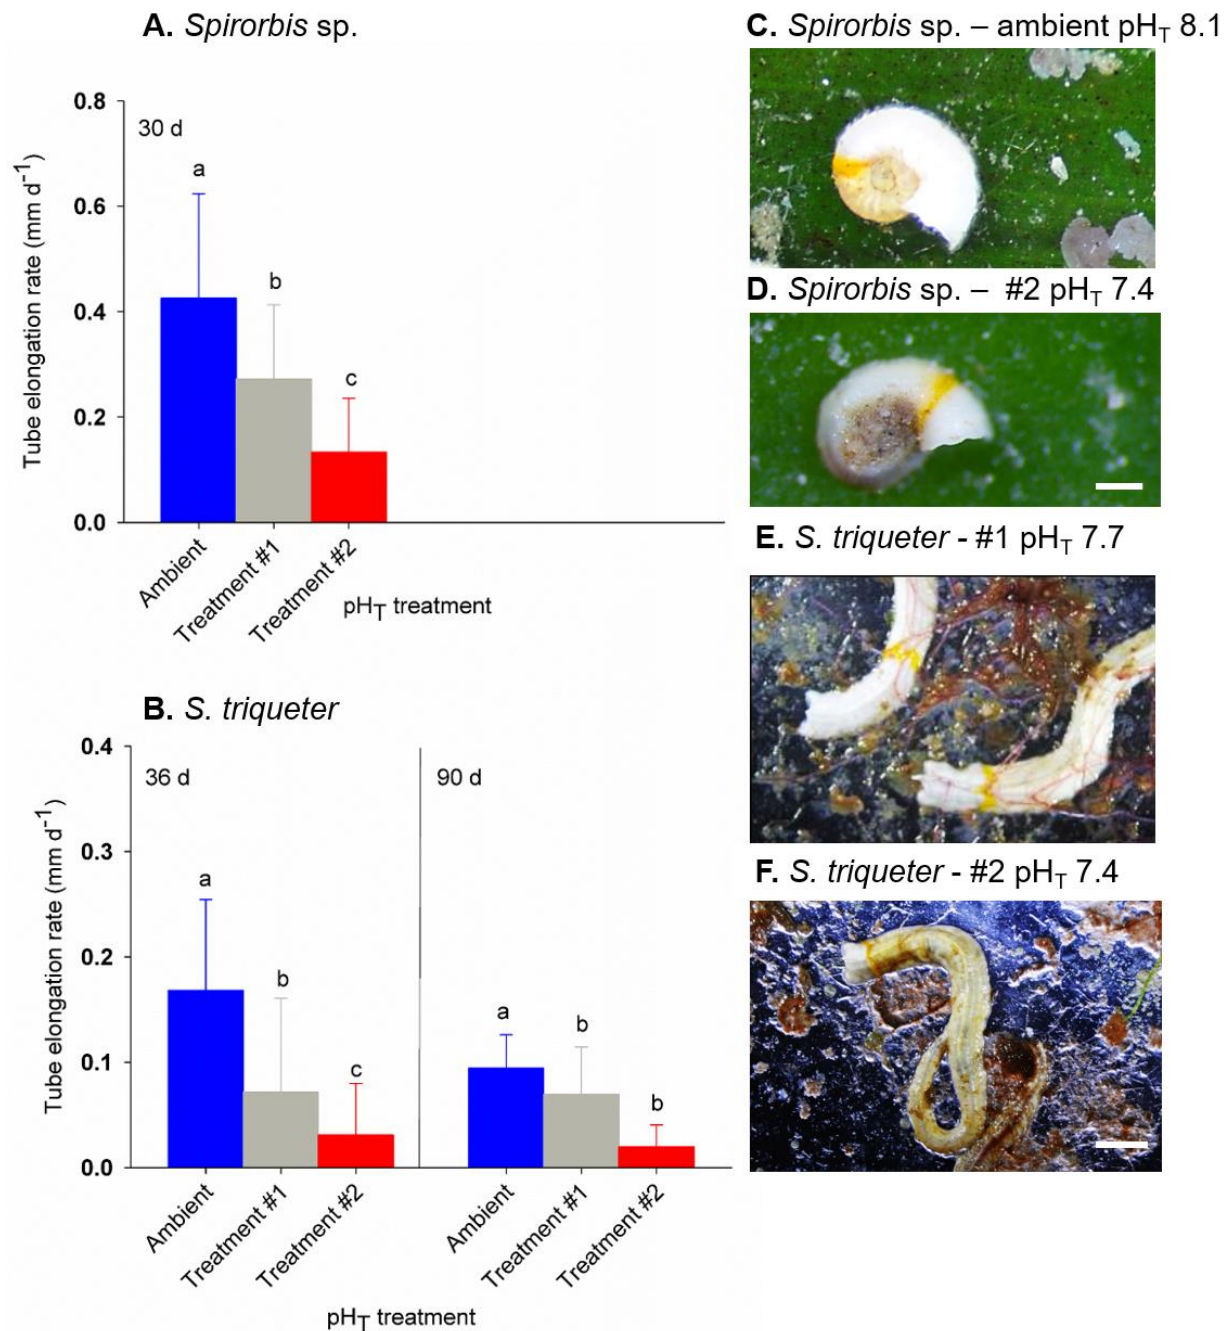 A. Spirorbis sp.
0.8
30 d
a
0.6
b
0.4
c
0.2
0.0
Tube elongation rate (mm d-1)
Ambient
Treatment #1
Treatment #2
pHT treatment
B. S. triqueter
0.4
36 d
90 d
0.3
a
0.2
b
a
b
0.1
c
b
0.0
Tube elongation rate (mm d-1)
Ambient
Treatment #1
Treatment #2
Ambient
Treatment #1
Treatment #2
pHT treatment
C. Spirorbis sp. – ambient pHT 8.1
D. Spirorbis sp. – #2 pHT 7.4
E. S. triqueter - #1 pHT 7.7
F. S. triqueter - #2 pHT 7.4